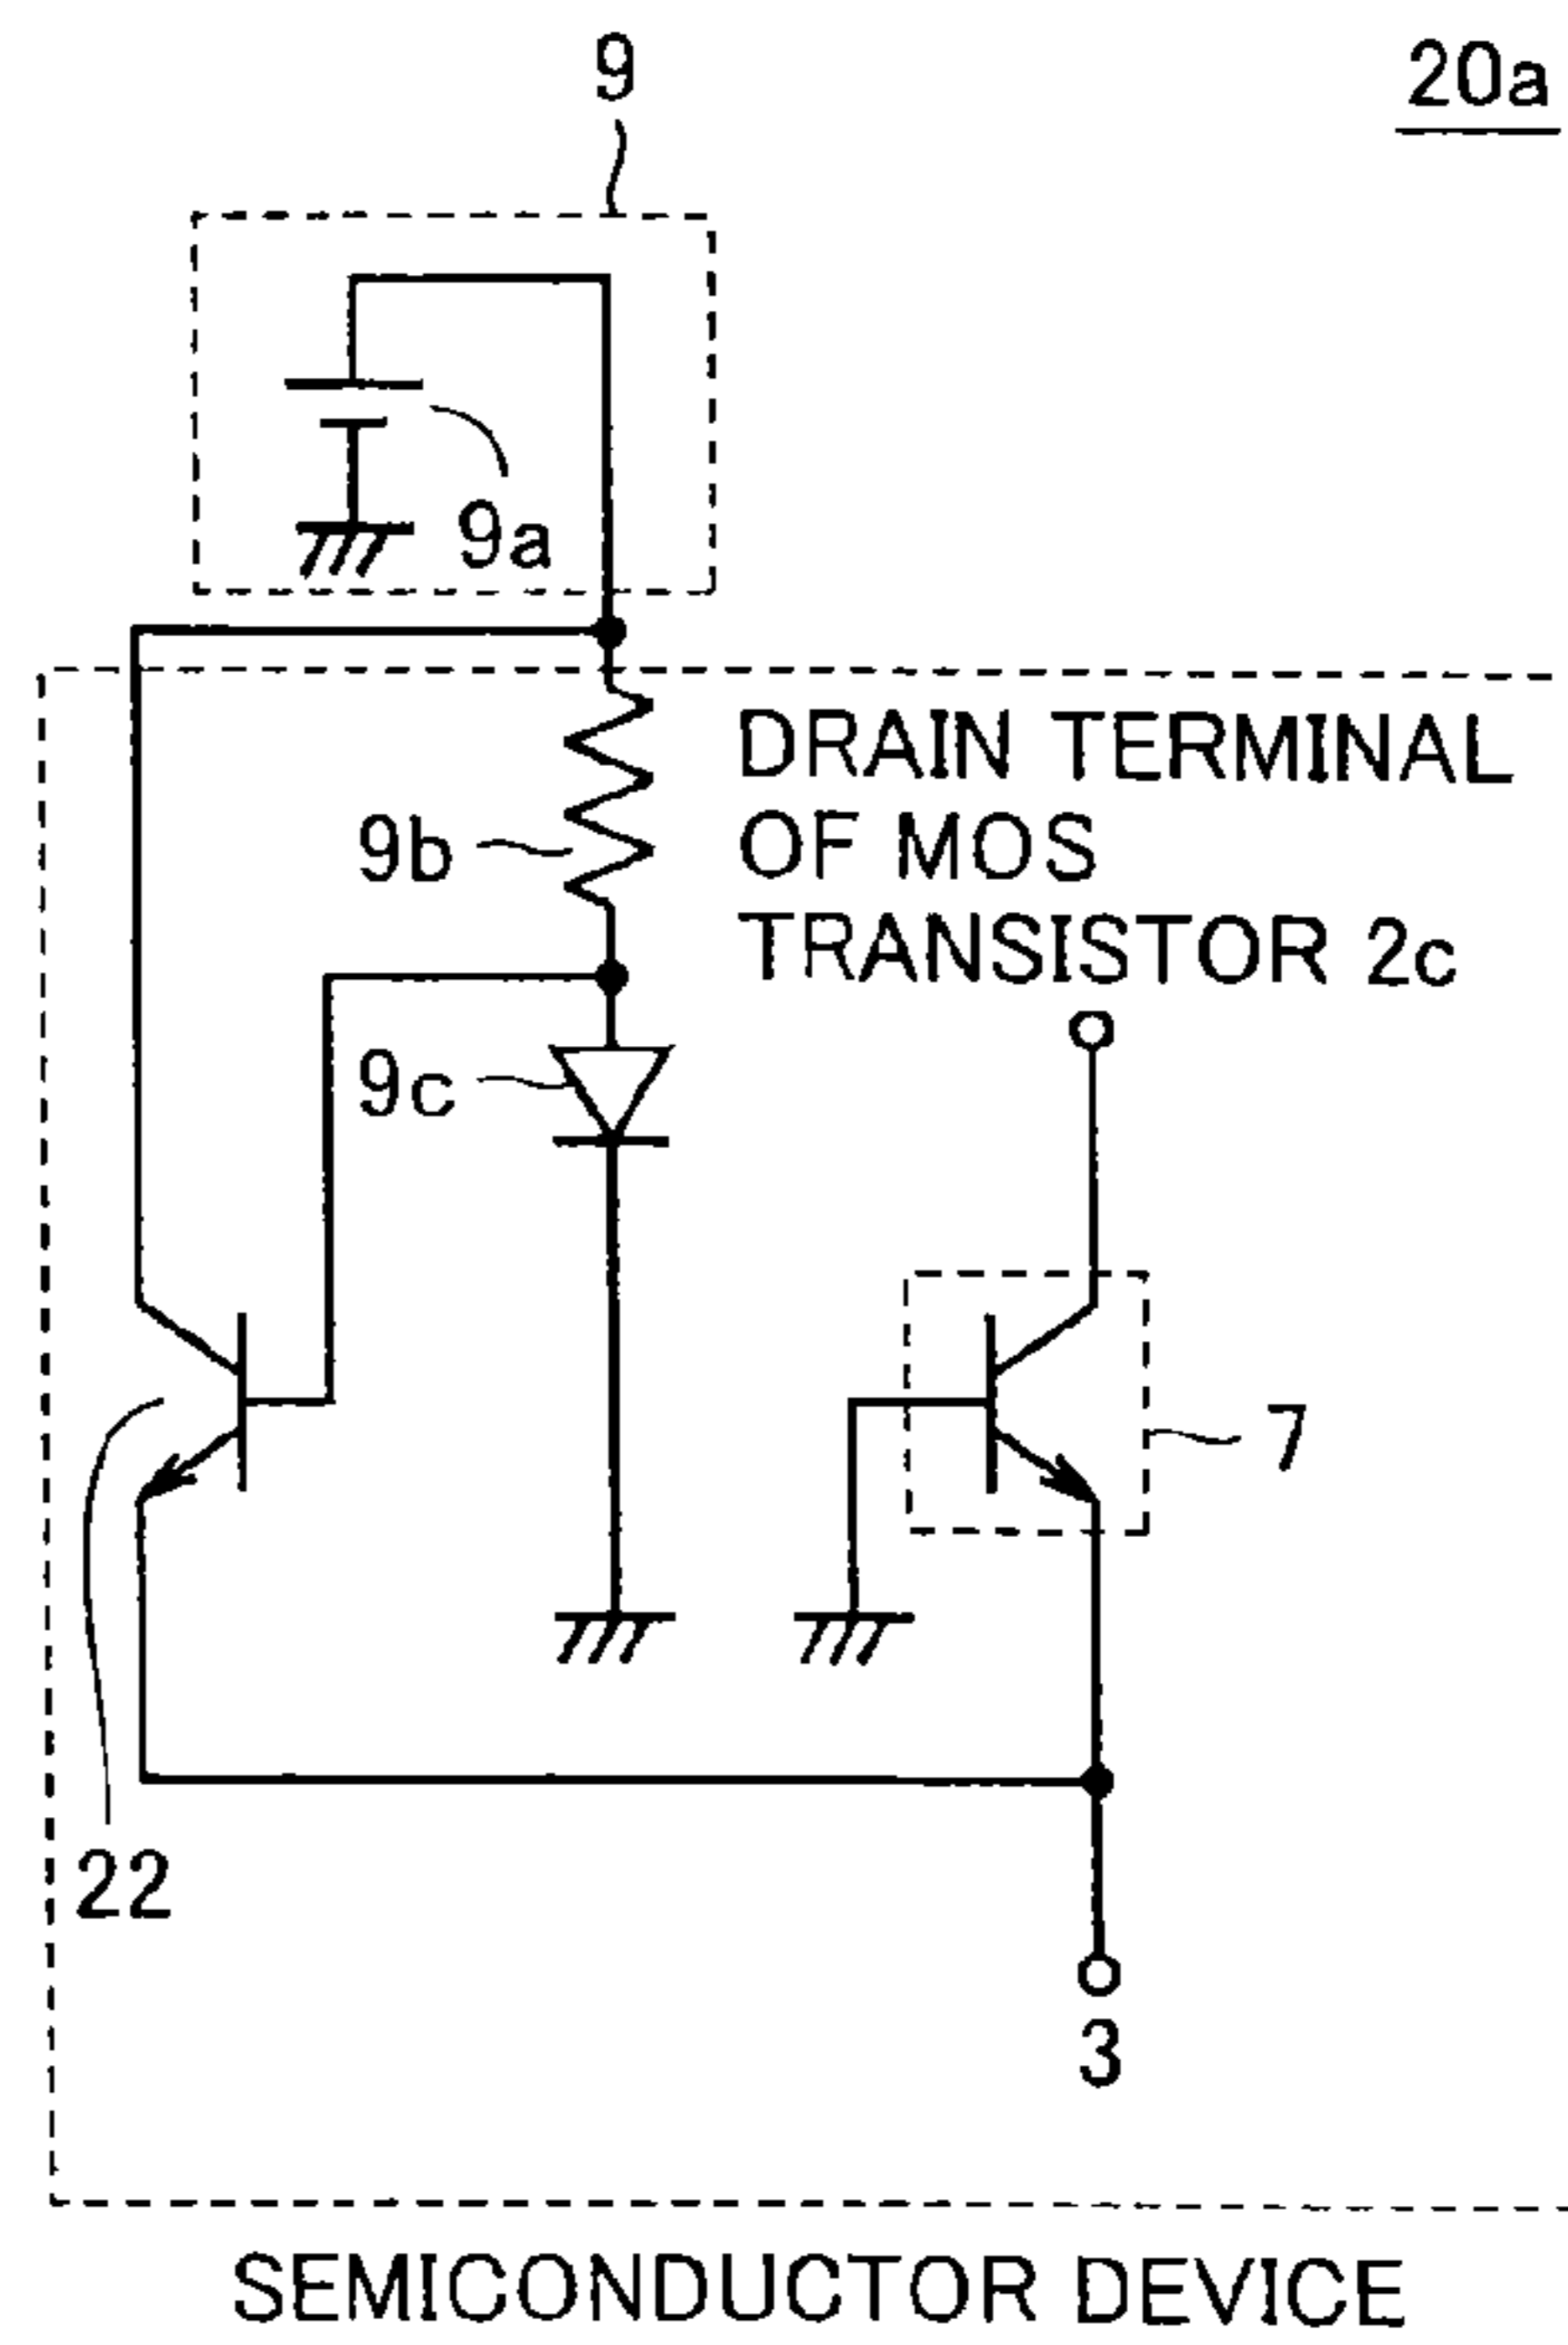 9
20a
9a
DRAIN TERMINAL
OF MOS
TRANSISTOR 2c
9b
9c
7
22
3
SEMICONDUCTOR DEVICE